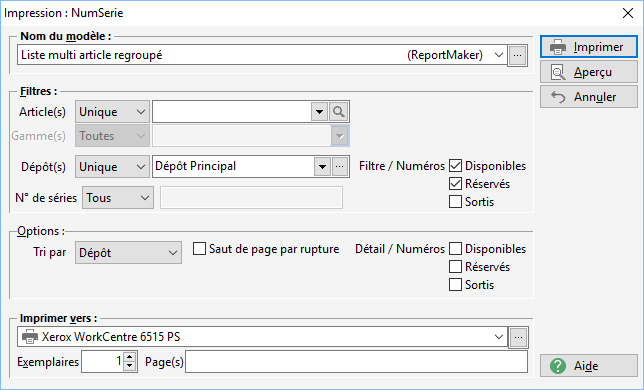 Impression : NumSerie
Nom du modèle :
Liste multi article regroupé (ReportMaker) ...
Imprimer
Aperçu
Annuler
Filtres :
Article(s) Unique
Gamme(s) Toutes
Dépôt(s) Unique Dépôt Principal ... Filtre / Numéros Disponibles
Réservés
N° de séries Tous Sortis
Options :
Tri par Dépôt Saut de page par rupture Détail / Numéros Disponibles
Réservés
Sortis
Imprimer vers :
Xerox WorkCentre 6515 PS ...
Exemplaires 1 Page(s)
Aide